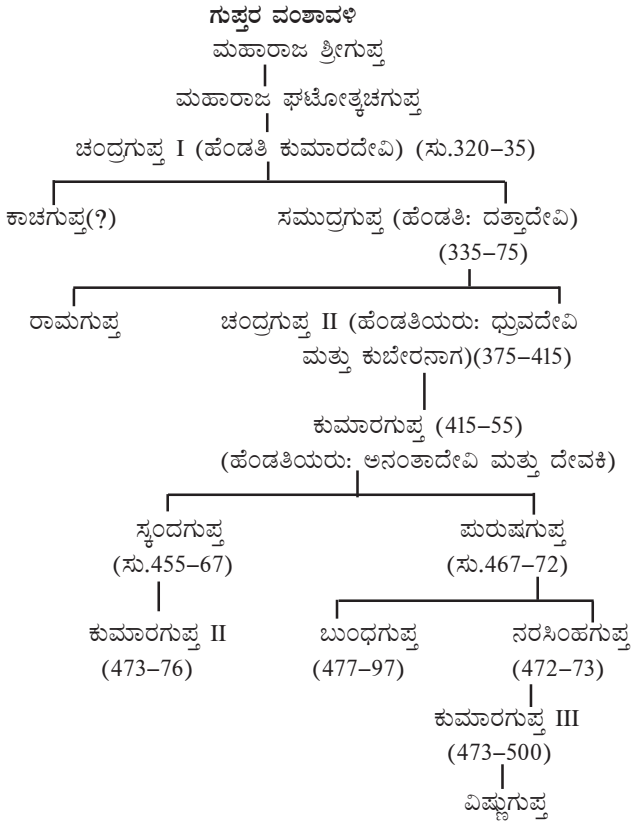 ಗುಪ್ತರ ವಂಶಾವಳಿ
ಮಹಾರಾಜ ಶ್ರೀಗುಪ್ತ
ಮಹಾರಾಜ ಘಟೋತ್ಕಚಗುಪ್ತ
ಚಂದ್ರಗುಪ್ತ I (ಹೆಂಡತಿ ಕುಮಾರದೇವಿ) (ಸು.320–35)
ಕಾಚಗುಪ್ತ(?) ಸಮುದ್ರಗುಪ್ತ (ಹೆಂಡತಿ: ದತ್ತಾದೇವಿ)
(335–75)
ರಾಮಗುಪ್ತ ಚಂದ್ರಗುಪ್ತ II (ಹೆಂಡತಿಯರು: ಧ್ರುವದೇವಿ
ಮತ್ತು ಕುಬೇರನಾಗ)(375–415)
ಕುಮಾರಗುಪ್ತ (415–55)
(ಹೆಂಡತಿಯರು: ಅನಂತಾದೇವಿ ಮತ್ತು ದೇವಕಿ)
ಸ್ಕಂದಗುಪ್ತ ಪುರುಷಗುಪ್ತ
(ಸು.455–67) (ಸು.467–72)
ಕುಮಾರಗುಪ್ತ II ಬುಂಧಗುಪ್ತ ನರಸಿಂಹಗುಪ್ತ
(473–76) (477–97) (472–73)
ಕುಮಾರಗುಪ್ತ III
(473–500)
ವಿಷ್ಣುಗುಪ್ತ